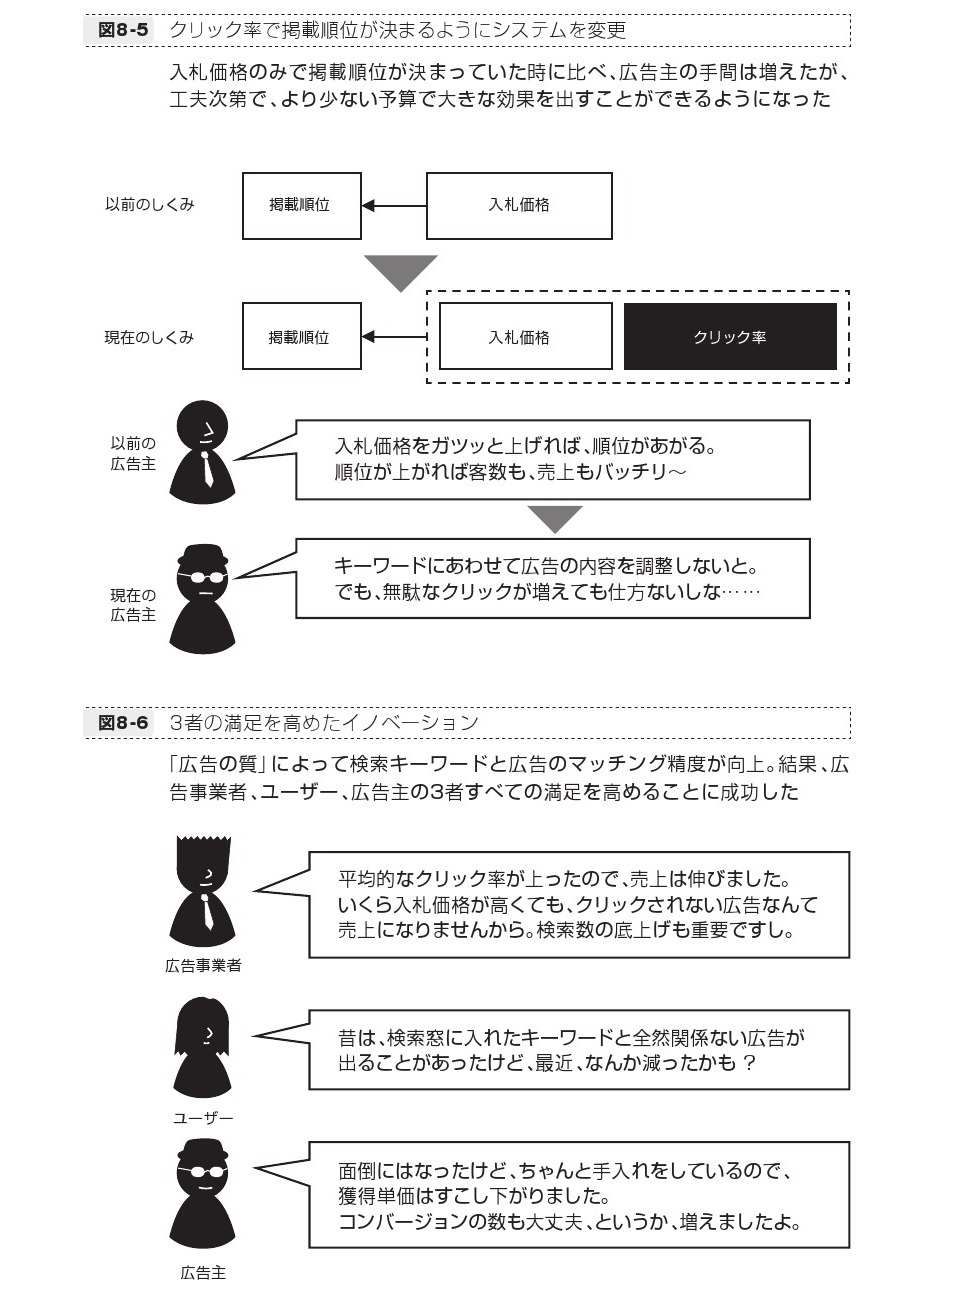 図8-5 クリック率で掲載順位が決まるようにシステムを変更
入札価格のみで掲載順位が決まっていた時に比べ、広告主の手間は増えたが、
工夫次第で、より少ない予算で大きな効果を出すことができるようになった
以前のしくみ
掲載順位
入札価格
現在のしくみ
掲載順位
入札価格
クリック率
以前の
広告主
入札価格をガツッと上げれば、順位があがる。
順位が上がれば客数も、売上もバッチリ〜
現在の
広告主
キーワードにあわせて広告の内容を調整しないと。
でも、無駄なクリックが増えても仕方ないしな……
図8-6 3者の満足を高めたイノベーション
「広告の質」によって検索キーワードと広告のマッチング精度が向上。結果、広
告事業者、ユーザー、広告主の3者すべての満足を高めることに成功した
平均的なクリック率が上ったので、売上は伸びました。
いくら入札価格が高くても、クリックされない広告なんて
売上になりませんから。検索数の底上げも重要ですし。
広告事業者
昔は、検索窓に入れたキーワードと全然関係ない広告が
出ることがあったけど、最近、なんか減ったかも?
ユーザー
面倒にはなったけど、ちゃんと手入れをしているので、
獲得単価はすこし下がりました。
コンバージョンの数も大丈夫、というか、増えましたよ。
広告主